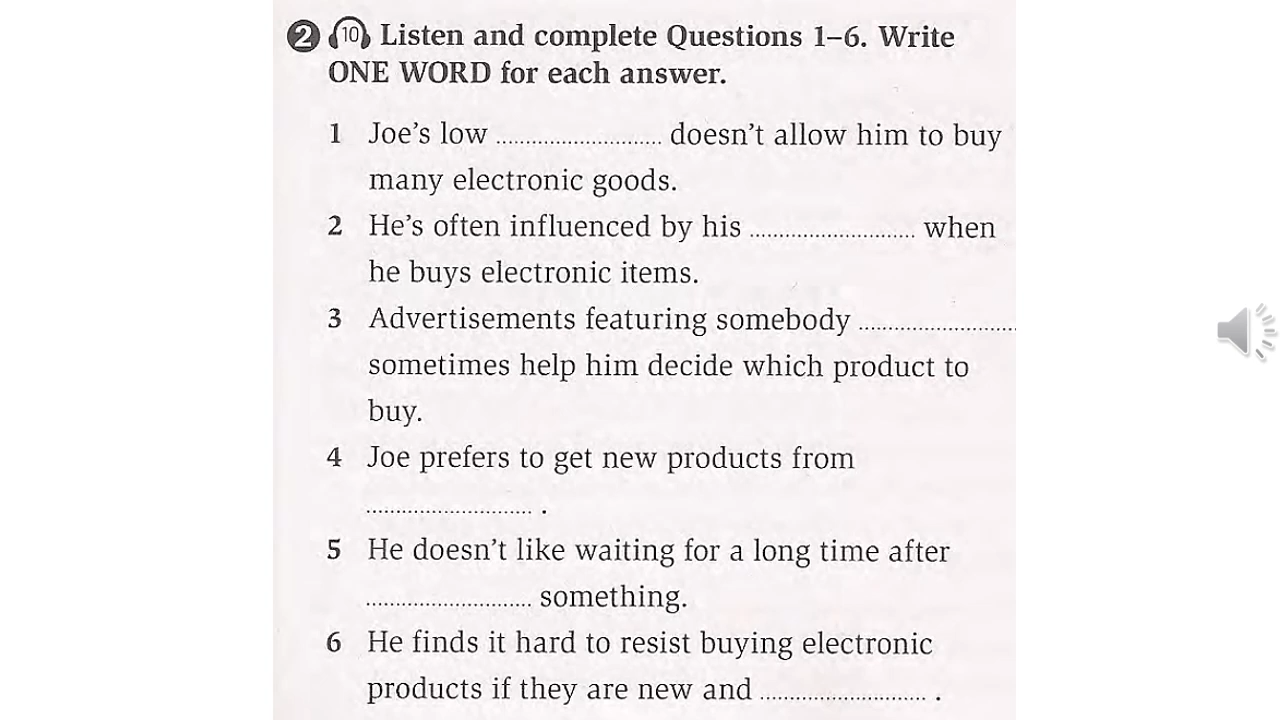 2 10 Listen and complete Questions 1–6. Write
ONE WORD for each answer.
1 Joe's low ............................ doesn't allow him to buy
many electronic goods.
2 He's often influenced by his ............................ when
he buys electronic items.
3 Advertisements featuring somebody ...........................
sometimes help him decide which product to
buy.
4 Joe prefers to get new products from
............................ .
5 He doesn't like waiting for a long time after
............................ something.
6 He finds it hard to resist buying electronic
products if they are new and ............................ .